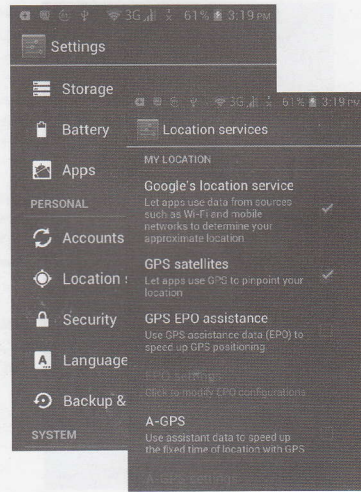 3G 61% 3:19 PM
Settings
Storage
Battery
Apps
PERSONAL
Accounts
Location s
Security
A Language
Backup &
SYSTEM
3G 61% 3:19 PM
Location services
MY LOCATION
Google's location service
Let apps use data from sources
such as Wi-Fi and mobile
networks to determine your
approximate location
GPS satellites
Let apps use GPS to pinpoint your
location
GPS EPO assistance
Use GPS assistance data (EPO) to
speed up GPS positioning
EPO settings
Click to modify EPO configurations
A-GPS
Use assistant data to speed up
the fixed time of location with GPS
A-GPS settings